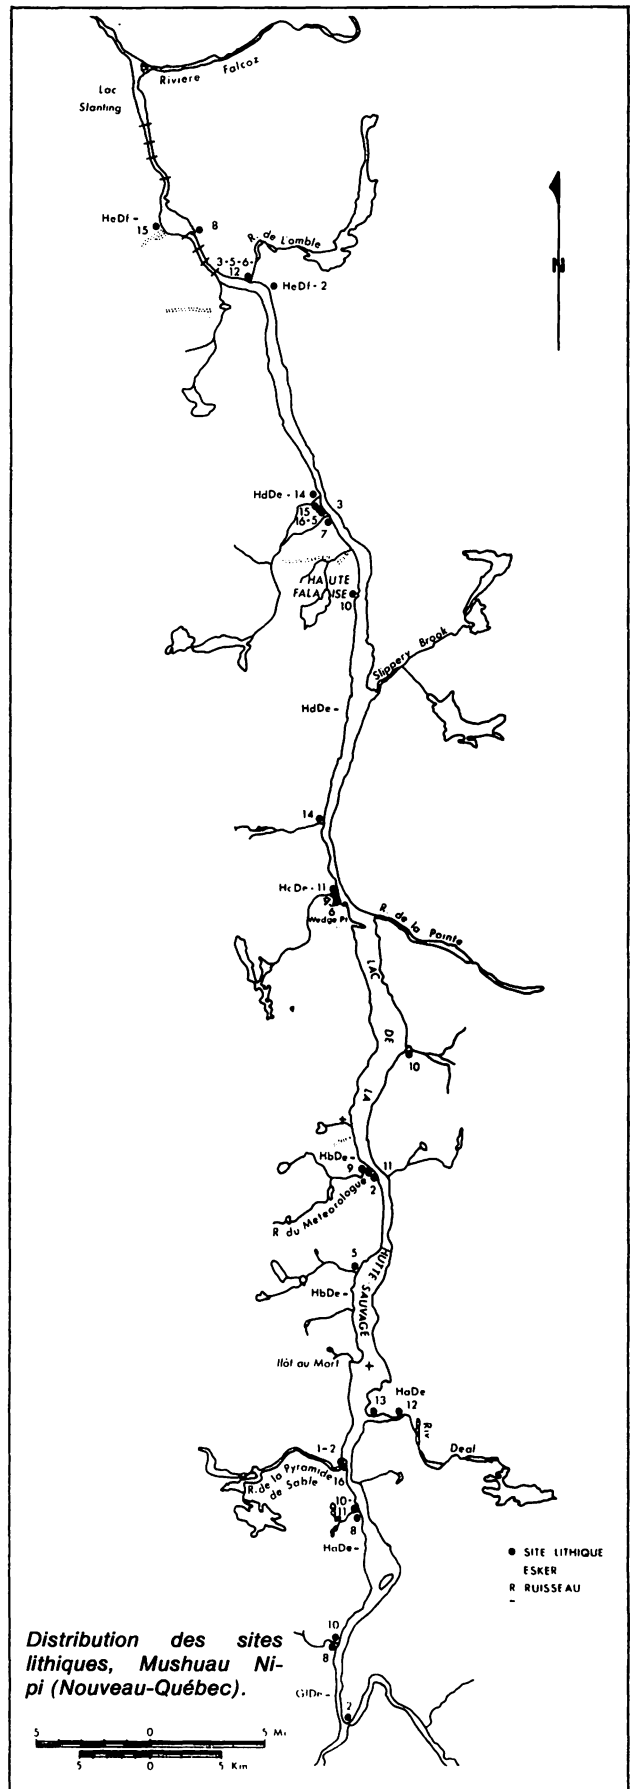 Riviere Falcoz
Lac
Slanting
HeDf -
15
8
R. de L'omble
3-5-6-
12
HeDf - 2
N
HdDe - 14
3
15
16-5
7
HAUTE
FALAISE
10
Slippery Brook
HdDe -
14
HcDe - 11
9
6
Wedge Pt
R. de la Pointe
LAC
DE
10
LA
HbDe -
11
9
2
R du Meteorologue
5
HUTTE SAUVAGE
HbDe -
Ilôt au Mort
HaDe
13
12
Riv Deal
1-2
16
R. de la Pyramide
de Sable
10-
11
8
HaDe -
SITE LITHIQUE
ESKER
R RUISSEAU
10
8
Distribution des sites
lithiques, Mushuau Ni-
pi (Nouveau-Québec).
2
5 0 5 Mi
5 0 5 Km